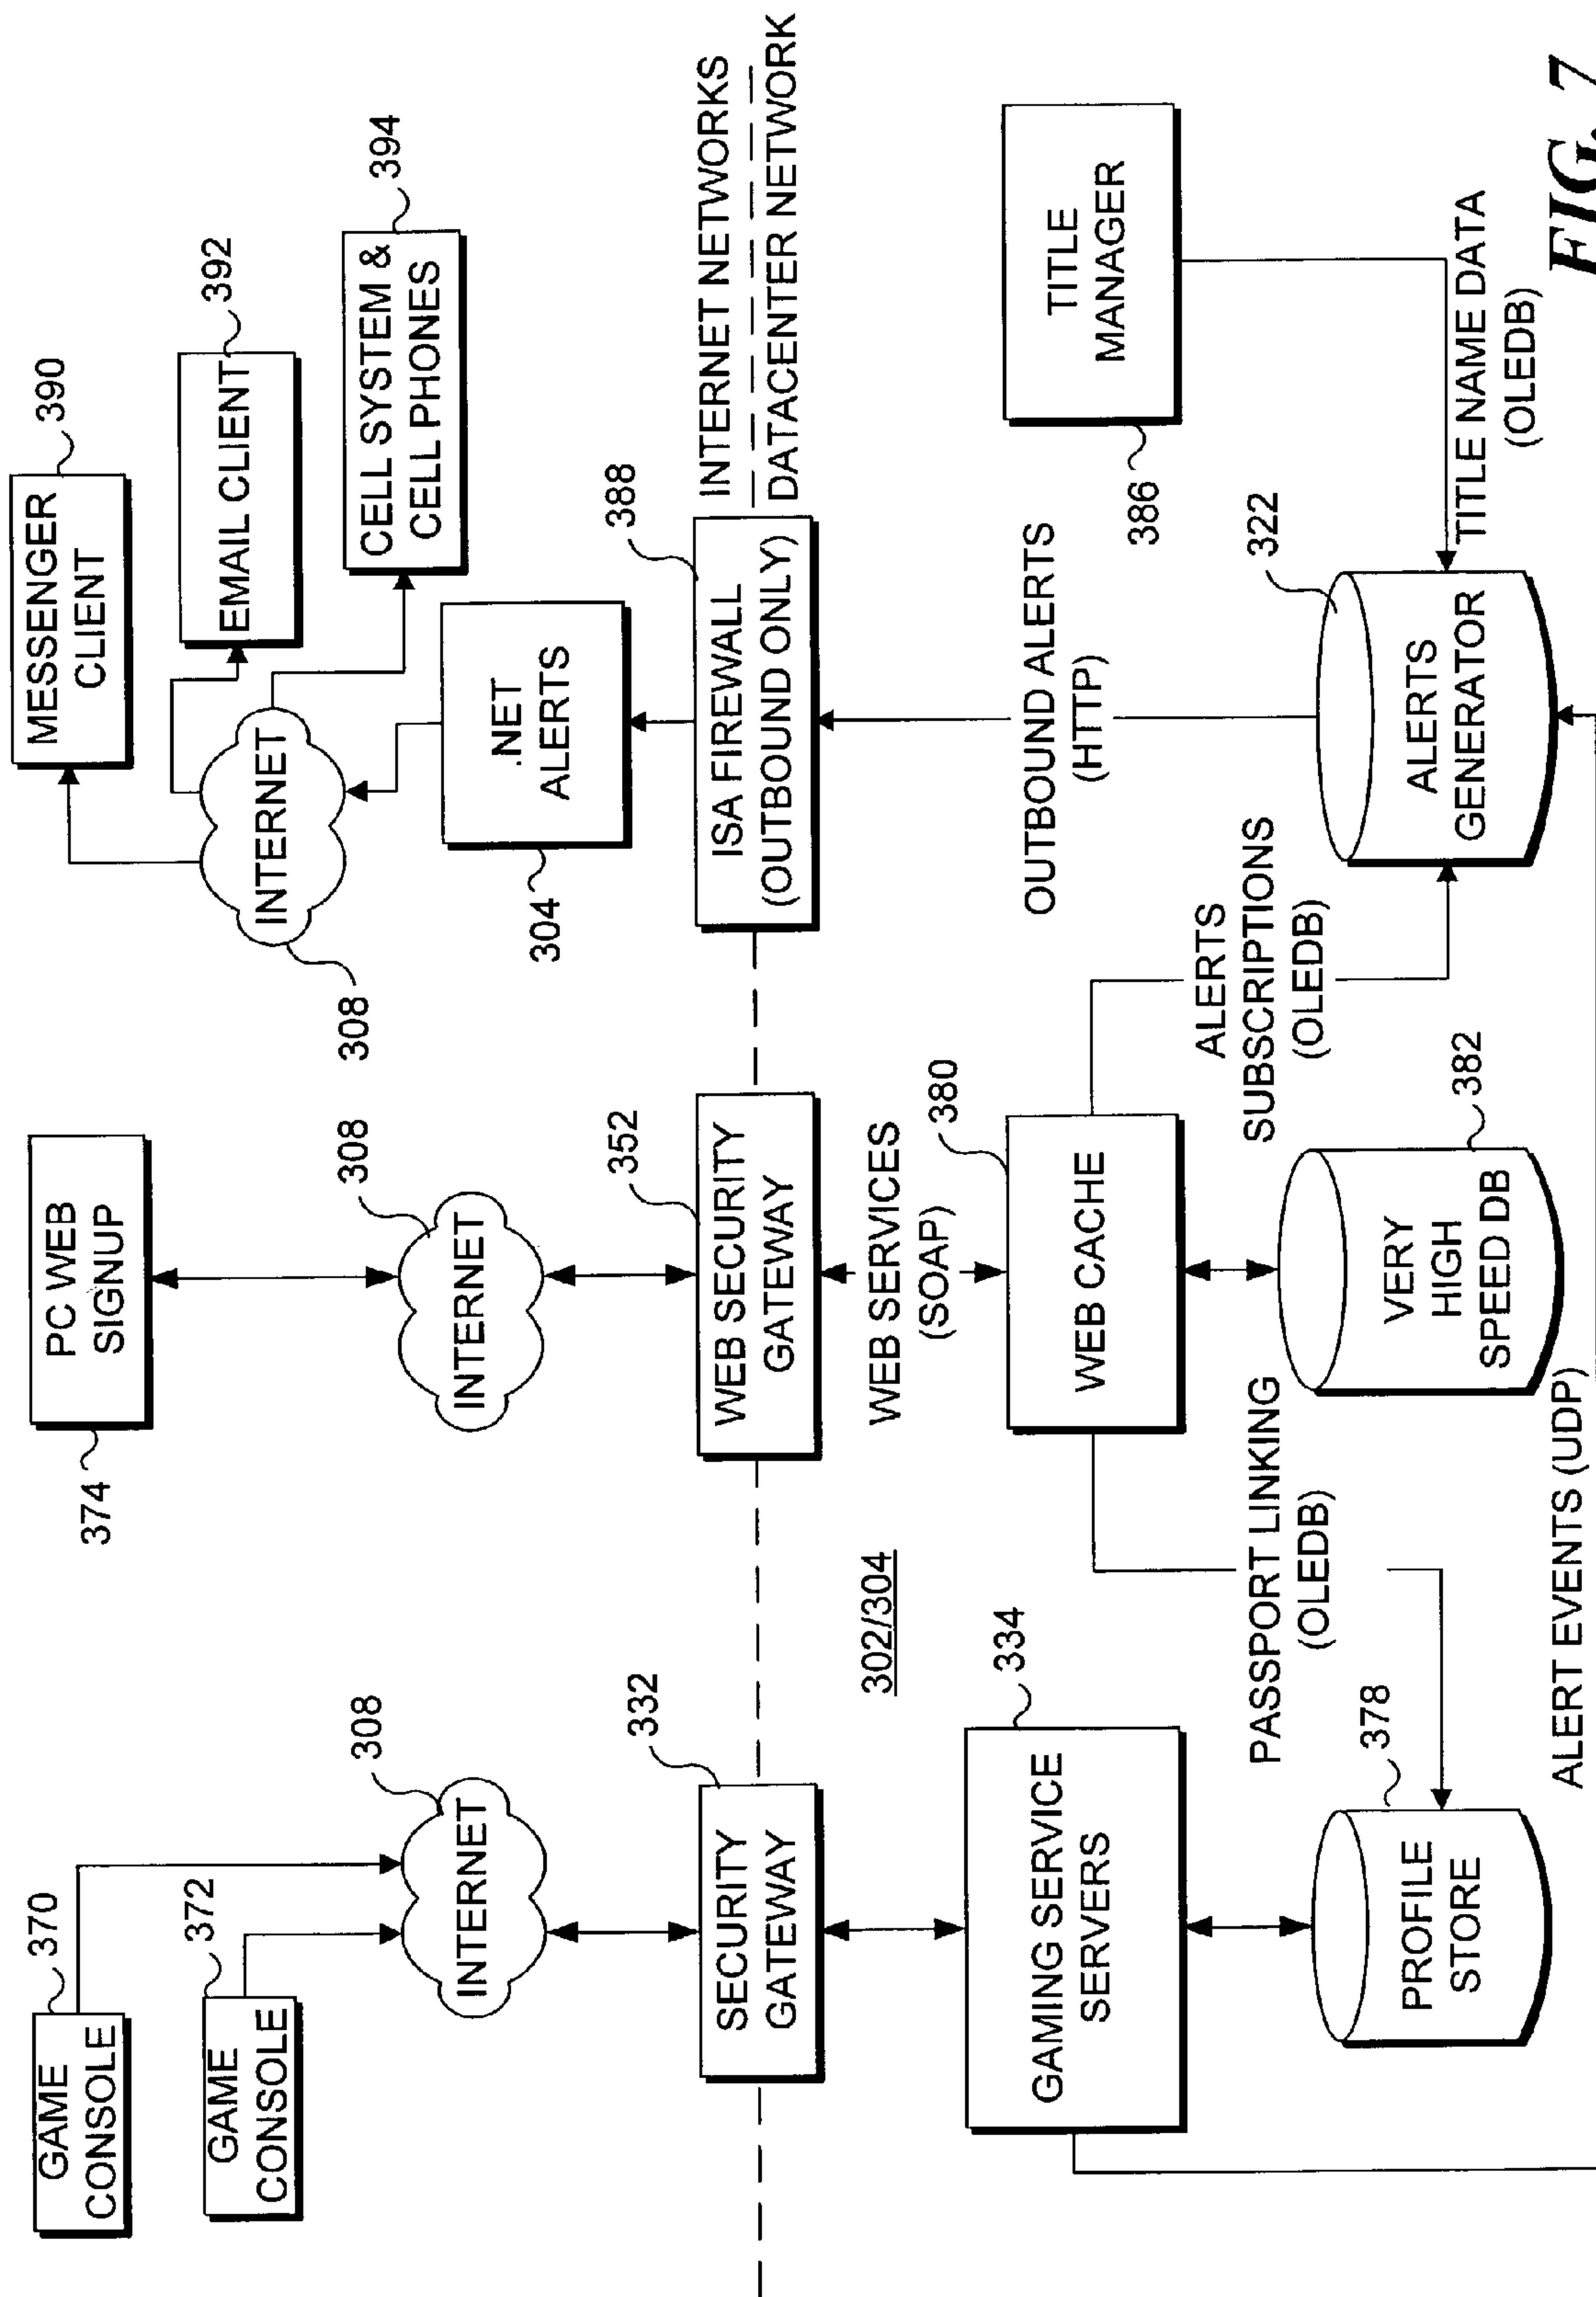 GAME
CONSOLE
370
GAME
CONSOLE
372
INTERNET
308
SECURITY
GATEWAY
332
GAMING SERVICE
SERVERS
334
PROFILE
STORE
378
PC WEB
SIGNUP
374
INTERNET
308
WEB SECURITY
GATEWAY
352
302/304
WEB SERVICES
(SOAP)
WEB CACHE
380
PASSPORT LINKING
(OLEDB)
VERY
HIGH
SPEED DB
382
ALERT EVENTS (UDP)
MESSENGER
CLIENT
390
EMAIL CLIENT
392
CELL SYSTEM &
CELL PHONES
394
INTERNET
308
.NET
ALERTS
304
ISA FIREWALL
(OUTBOUND ONLY)
388
INTERNET NETWORKS
DATACENTER NETWORK
OUTBOUND ALERTS
(HTTP)
ALERTS
SUBSCRIPTIONS
(OLEDB)
ALERTS
GENERATOR
322
TITLE
MANAGER
386
TITLE NAME DATA
(OLEDB)
FIG. 7